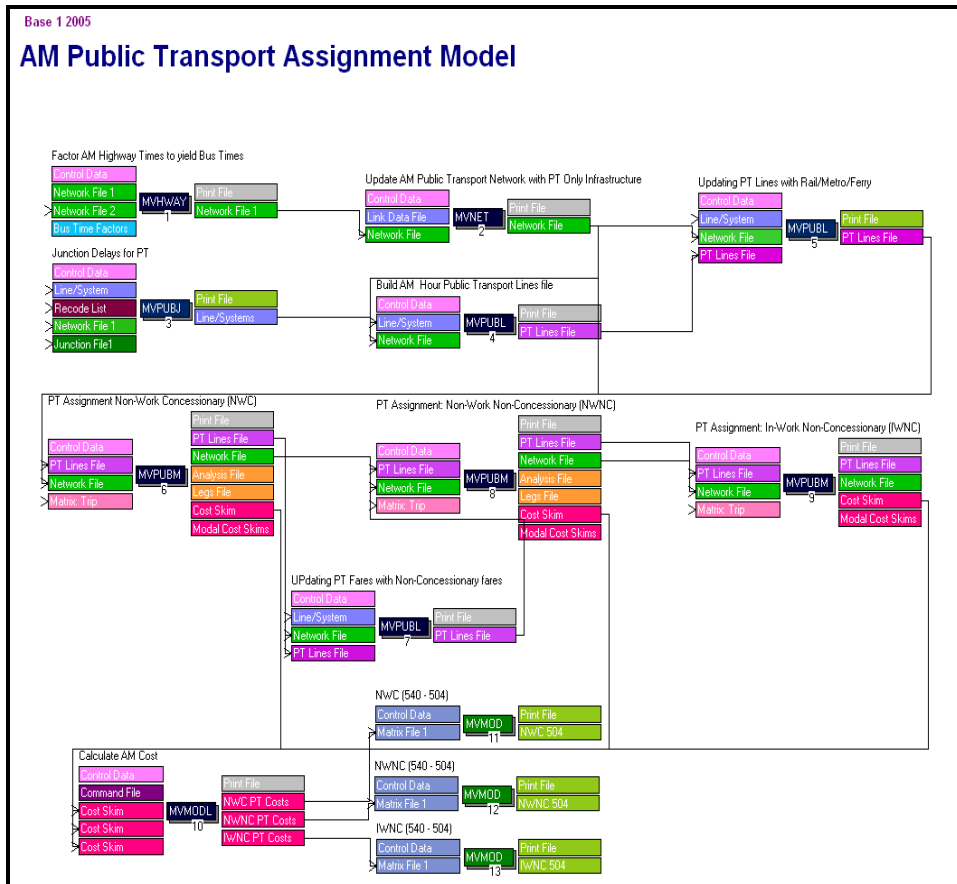 Base 1 2005
AM Public Transport Assignment Model
Factor AM Highway Times to yield Bus Times
Control Data
Network File 1
Network File 2
Bus Time Factors
MVHWAY
1
Print File
Network File 1
Update AM Public Transport Network with PT Only Infrastructure
Control Data
Link Data File
Network File
MVNET
2
Print File
Network File
Updating PT Lines with Rail/Metro/Ferry
Control Data
Line/System
Network File
PT Lines File
MVPUBL
5
Print File
PT Lines File
Junction Delays for PT
Control Data
Line/System
Recode List
Network File 1
Junction File1
MVPUBJ
3
Print File
Line/Systems
Build AM Hour Public Transport Lines file
Control Data
Line/System
Network File
MVPUBL
4
Print File
PT Lines File
PT Assignment Non-Work Concessionary (NWC)
Control Data
PT Lines File
Network File
Matrix: Trip
MVPUBM
6
Print File
PT Lines File
Network File
Analysis File
Legs File
Cost Skim
Modal Cost Skims
PT Assignment: Non-Work Non-Concessionary (NWNC)
Control Data
PT Lines File
Network File
Matrix: Trip
MVPUBM
8
Print File
PT Lines File
Network File
Analysis File
Legs File
Cost Skim
Modal Cost Skims
PT Assignment: In-Work Non-Concessionary (IWNC)
Control Data
PT Lines File
Network File
Matrix: Trip
MVPUBM
9
Print File
PT Lines File
Network File
Cost Skim
Modal Cost Skims
UPdating PT Fares with Non-Concessionary fares
Control Data
Line/System
Network File
PT Lines File
MVPUBL
7
Print File
PT Lines File
NWC (540 - 504)
Control Data
Matrix File 1
MVMOD
11
Print File
NWC 504
Calculate AM Cost
Control Data
Command File
Cost Skim
Cost Skim
Cost Skim
MVMODL
10
Print File
NWC PT Costs
NWNC PT Costs
IWNC PT Costs
NWNC (540 - 504)
Control Data
Matrix File 1
MVMOD
12
Print File
NWNC 504
IWNC (540 - 504)
Control Data
Matrix File 1
MVMOD
13
Print File
IWNC 504